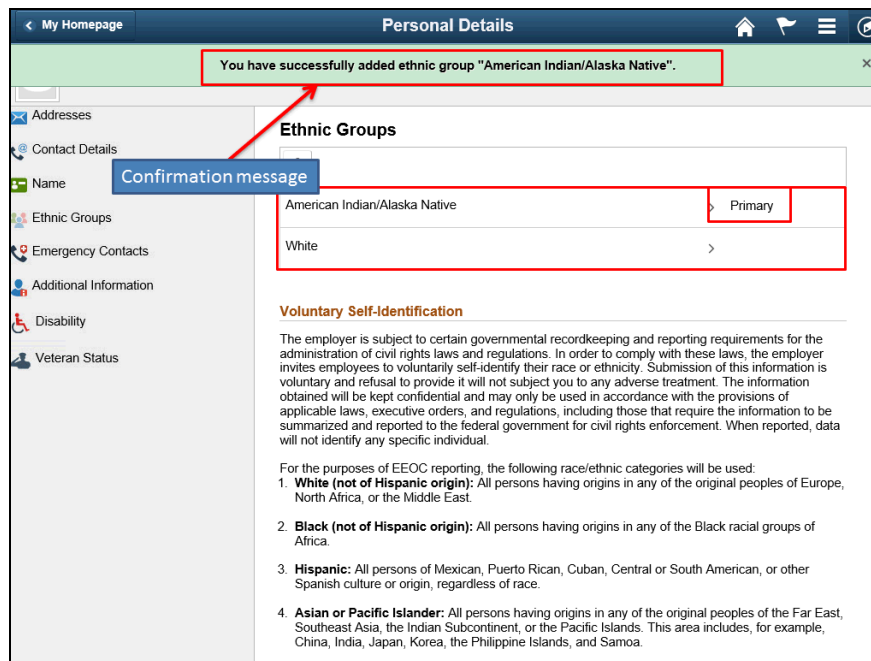 My Homepage
Personal Details
You have successfully added ethnic group "American Indian/Alaska Native".
Addresses
Contact Details
Name
Ethnic Groups
Emergency Contacts
Additional Information
Disability
Veteran Status
Confirmation message
Ethnic Groups
American Indian/Alaska Native
Primary
White
Voluntary Self-Identification
The employer is subject to certain governmental recordkeeping and reporting requirements for the
administration of civil rights laws and regulations. In order to comply with these laws, the employer
invites employees to voluntarily self-identify their race or ethnicity. Submission of this information is
voluntary and refusal to provide it will not subject you to any adverse treatment. The information
obtained will be kept confidential and may only be used in accordance with the provisions of
applicable laws, executive orders, and regulations, including those that require the information to be
summarized and reported to the federal government for civil rights enforcement. When reported, data
will not identify any specific individual.
For the purposes of EEOC reporting, the following race/ethnic categories will be used:
1. White (not of Hispanic origin): All persons having origins in any of the original peoples of Europe,
North Africa, or the Middle East.
2. Black (not of Hispanic origin): All persons having origins in any of the Black racial groups of
Africa.
3. Hispanic: All persons of Mexican, Puerto Rican, Cuban, Central or South American, or other
Spanish culture or origin, regardless of race.
4. Asian or Pacific Islander: All persons having origins in any of the original peoples of the Far East,
Southeast Asia, the Indian Subcontinent, or the Pacific Islands. This area includes, for example,
China, India, Japan, Korea, the Philippine Islands, and Samoa.